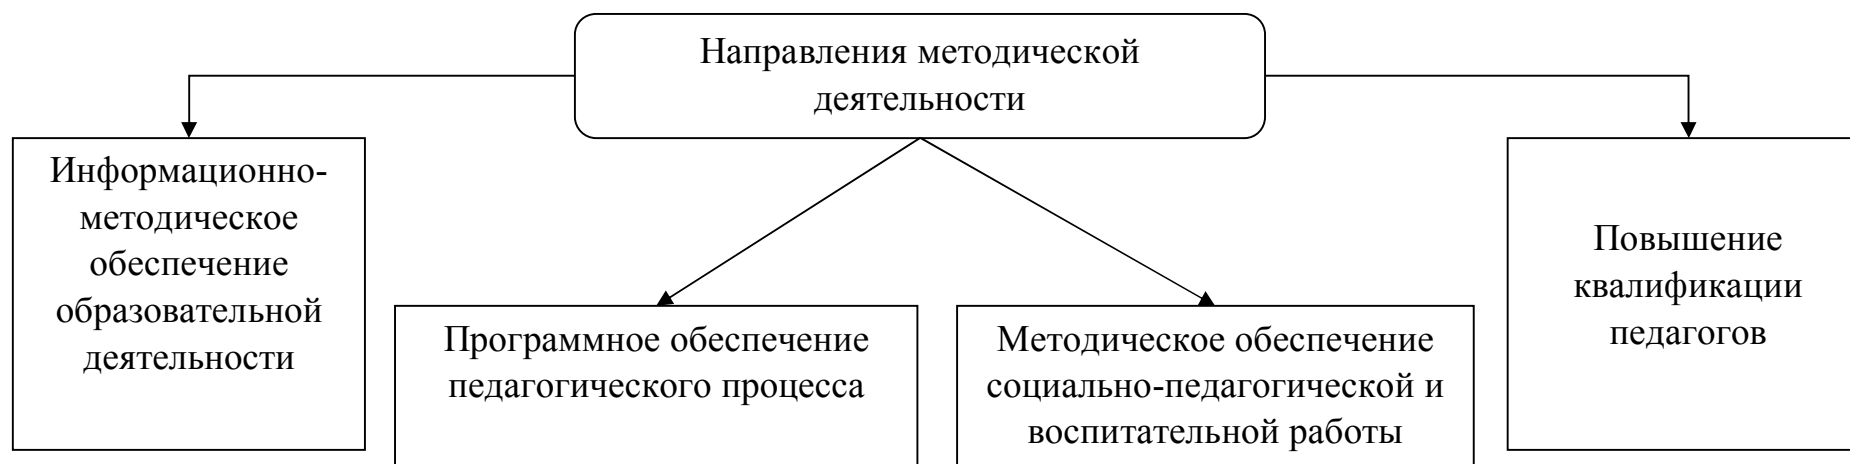 Направления методической
деятельности
Информационно-
методическое
обеспечение
образовательной
деятельности
Программное обеспечение
педагогического процесса
Методическое обеспечение
социально-педагогической и
воспитательной работы
Повышение
квалификации
педагогов